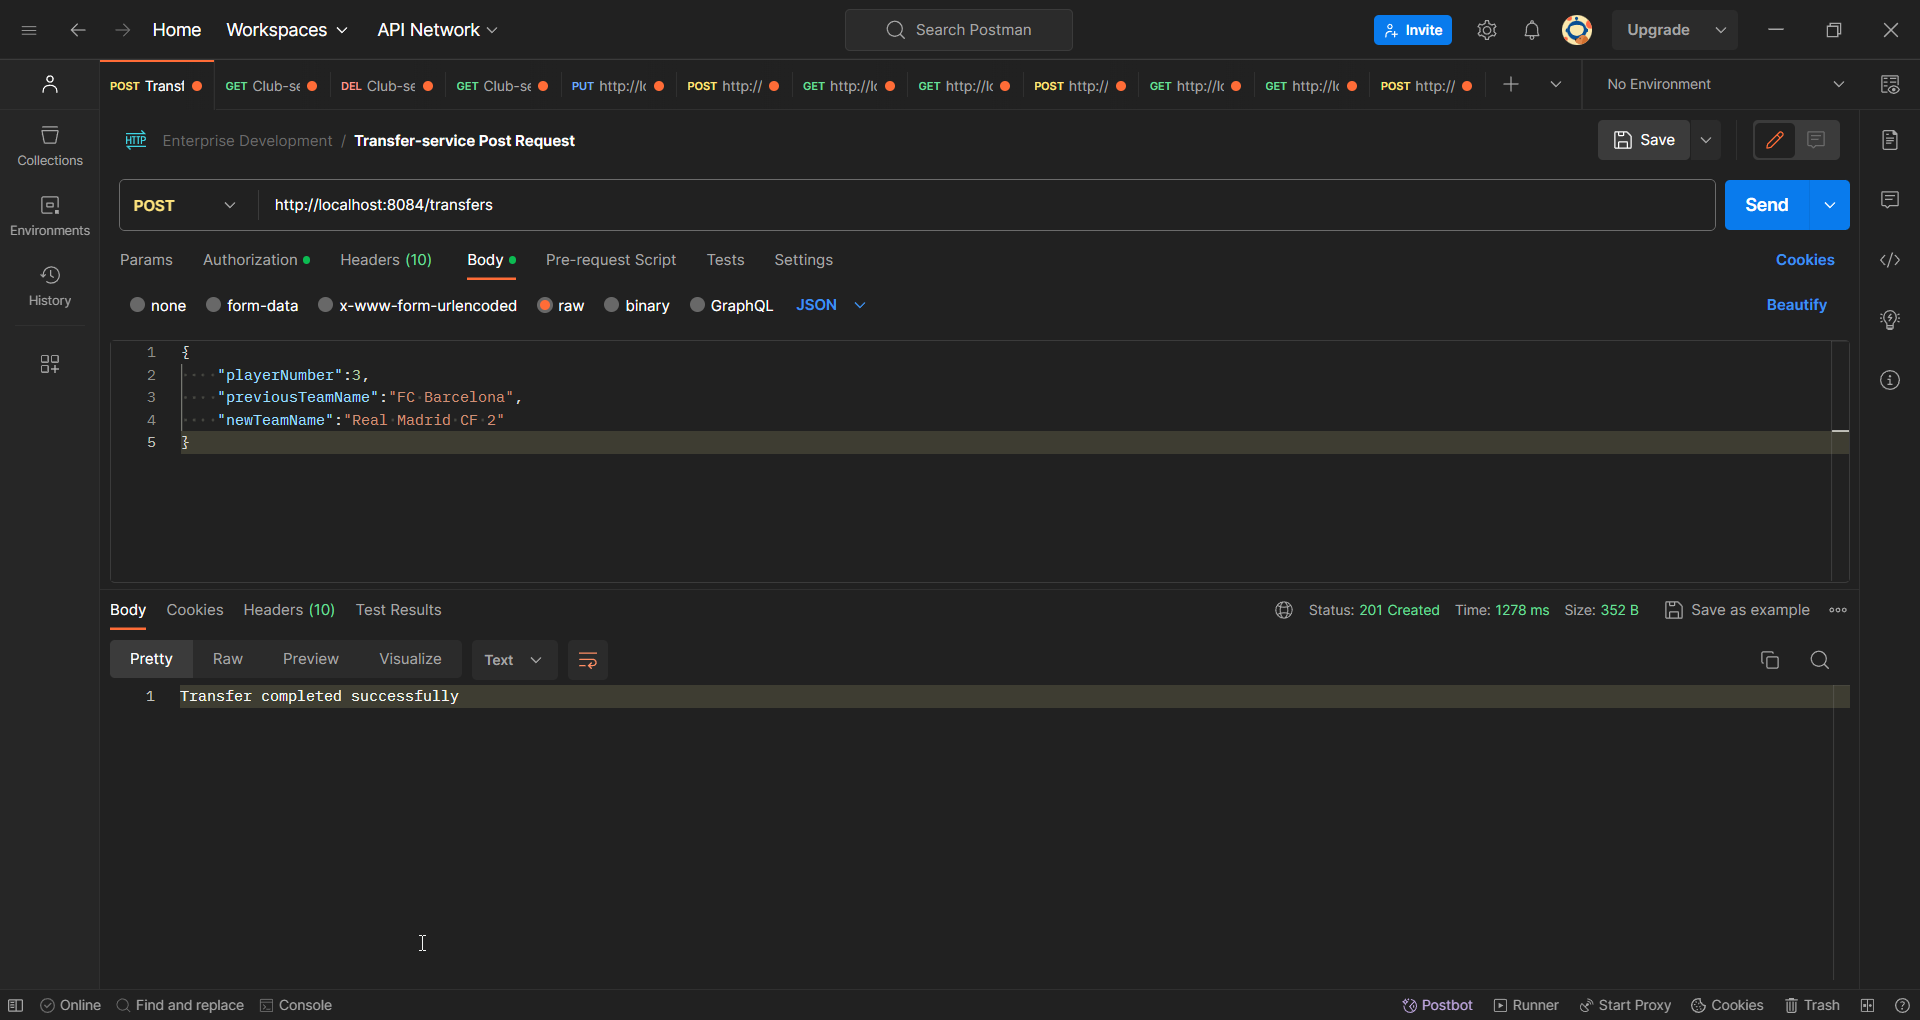 Home Workspaces API Network Search Postman Invite Upgrade
POST Transf GET Club-se DEL Club-se GET Club-se PUT http://lc POST http:// GET http://lc GET http://lc POST http:// GET http://lc GET http://lc POST http:// No Environment
HTTP Enterprise Development / Transfer-service Post Request Save
Collections
Environments
History
POST http://localhost:8084/transfers Send
Params Authorization Headers (10) Body Pre-request Script Tests Settings Cookies
none form-data x-www-form-urlencoded raw binary GraphQL JSON Beautify
1 {
2 "playerNumber":3,
3 "previousTeamName":"FC Barcelona",
4 "newTeamName":"Real Madrid CF 2"
5 }
Body Cookies Headers (10) Test Results Status: 201 Created Time: 1278 ms Size: 352 B Save as example
Pretty Raw Preview Visualize Text
1 Transfer completed successfully
Online Find and replace Console Postbot Runner Start Proxy Cookies Trash